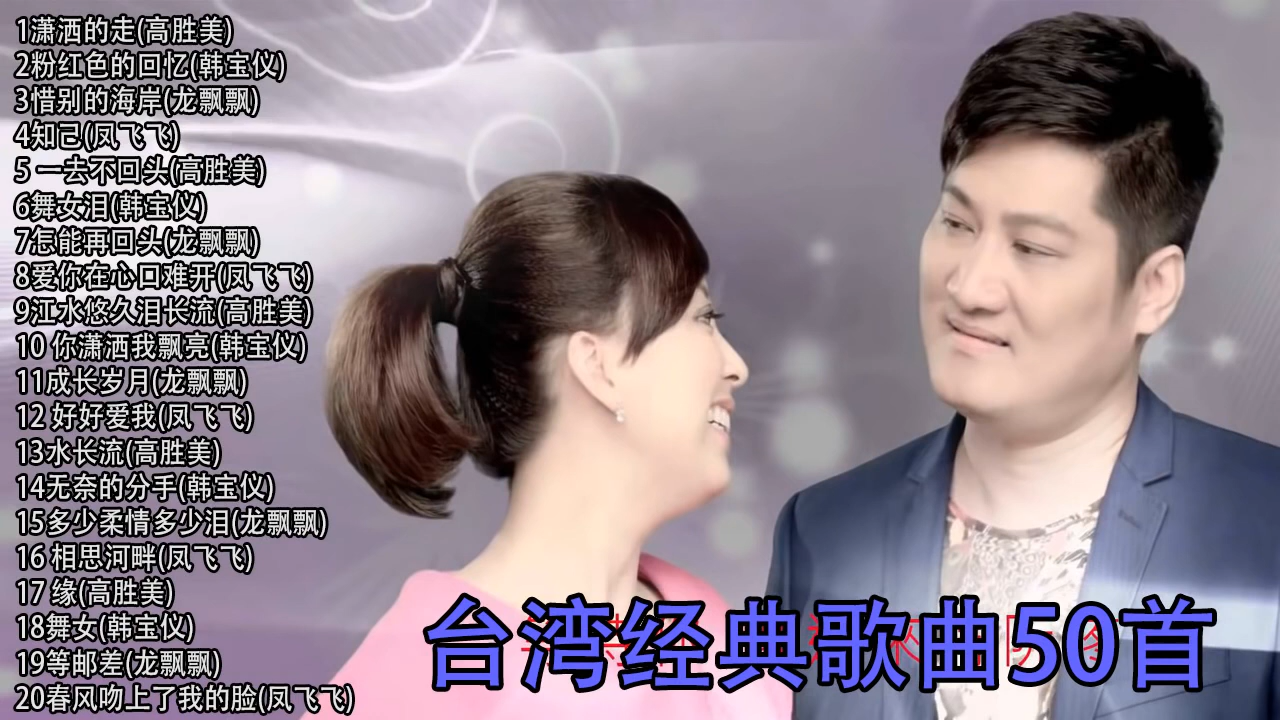 1潇洒的走(高胜美)
2粉红色的回忆(韩宝仪)
3惜别的海岸(龙飘飘)
4知己(凤飞飞)
5 一去不回头(高胜美)
6舞女泪(韩宝仪)
7怎能再回头(龙飘飘)
8爱你在心口难开(凤飞飞)
9江水悠久泪长流(高胜美)
10 你潇洒我飘亮(韩宝仪)
11成长岁月(龙飘飘)
12 好好爱我(凤飞飞)
13水长流(高胜美)
14无奈的分手(韩宝仪)
15多少柔情多少泪(龙飘飘)
16 相思河畔(凤飞飞)
17 缘(高胜美)
18舞女(韩宝仪)
19等邮差(龙飘飘)
20春风吻上了我的脸(凤飞飞)
台湾经典歌曲50首